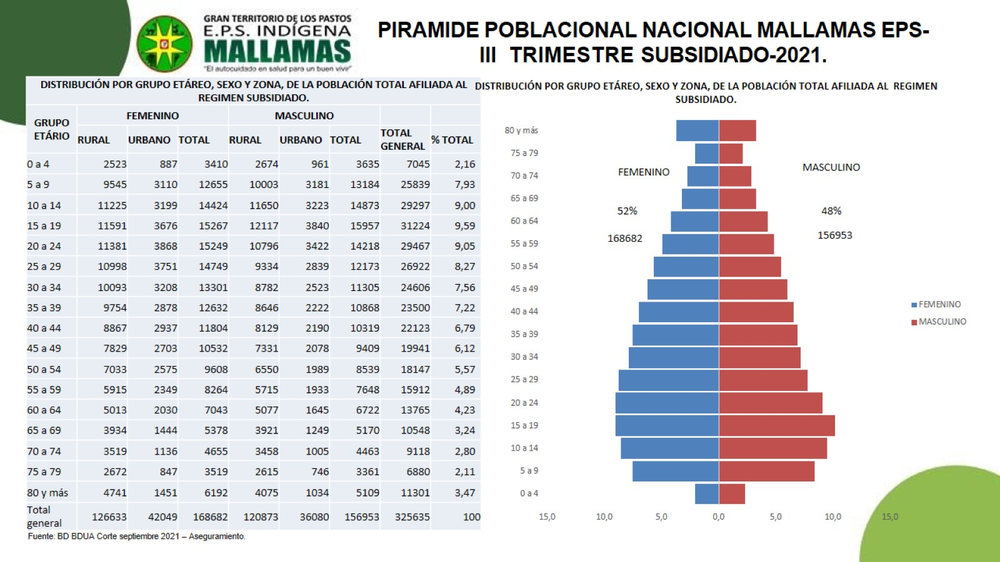 GRAN TERRITORIO DE LOS PASTOS
E.P.S. INDÍGENA
MALLAMAS
"El autocuidado en salud para un buen vivir"
PIRAMIDE POBLACIONAL NACIONAL MALLAMAS EPS-
III TRIMESTRE SUBSIDIADO-2021.
DISTRIBUCIÓN POR GRUPO ETÁREO, SEXO Y ZONA, DE LA POBLACIÓN TOTAL AFILIADA AL
REGIMEN SUBSIDIADO.
GRUPO ETÁRIO FEMENINO MASCULINO
RURAL URBANO TOTAL RURAL URBANO TOTAL TOTAL GENERAL % TOTAL
0 a 4 2523 887 3410 2674 961 3635 7045 2,16
5 a 9 9545 3110 12655 10003 3181 13184 25839 7,93
10 a 14 11225 3199 14424 11650 3223 14873 29297 9,00
15 a 19 11591 3676 15267 12117 3840 15957 31224 9,59
20 a 24 11381 3868 15249 10796 3422 14218 29467 9,05
25 a 29 10998 3751 14749 9334 2839 12173 26922 8,27
30 a 34 10093 3208 13301 8782 2523 11305 24606 7,56
35 a 39 9754 2878 12632 8646 2222 10868 23500 7,22
40 a 44 8867 2937 11804 8129 2190 10319 22123 6,79
45 a 49 7829 2703 10532 7331 2078 9409 19941 6,12
50 a 54 7033 2575 9608 6550 1989 8539 18147 5,57
55 a 59 5915 2349 8264 5715 1933 7648 15912 4,89
60 a 64 5013 2030 7043 5077 1645 6722 13765 4,23
65 a 69 3934 1444 5378 3921 1249 5170 10548 3,24
70 a 74 3519 1136 4655 3458 1005 4463 9118 2,80
75 a 79 2672 847 3519 2615 746 3361 6880 2,11
80 y más 4741 1451 6192 4075 1034 5109 11301 3,47
Total general 126633 42049 168682 120873 36080 156953 325635 100
Fuente: BD BDUA Corte septiembre 2021 – Aseguramiento.
DISTRIBUCIÓN POR GRUPO ETÁREO, SEXO Y ZONA, DE LA POBLACIÓN TOTAL AFILIADA AL REGIMEN
SUBSIDIADO.
80 y más
75 a 79
70 a 74
65 a 69
60 a 64
55 a 59
50 a 54
45 a 49
40 a 44
35 a 39
30 a 34
25 a 29
20 a 24
15 a 19
10 a 14
5 a 9
0 a 4
15,0 10,0 5,0 0,0 5,0 10,0 15,0
FEMENINO
52%
168682
MASCULINO
48%
156953
FEMENINO
MASCULINO